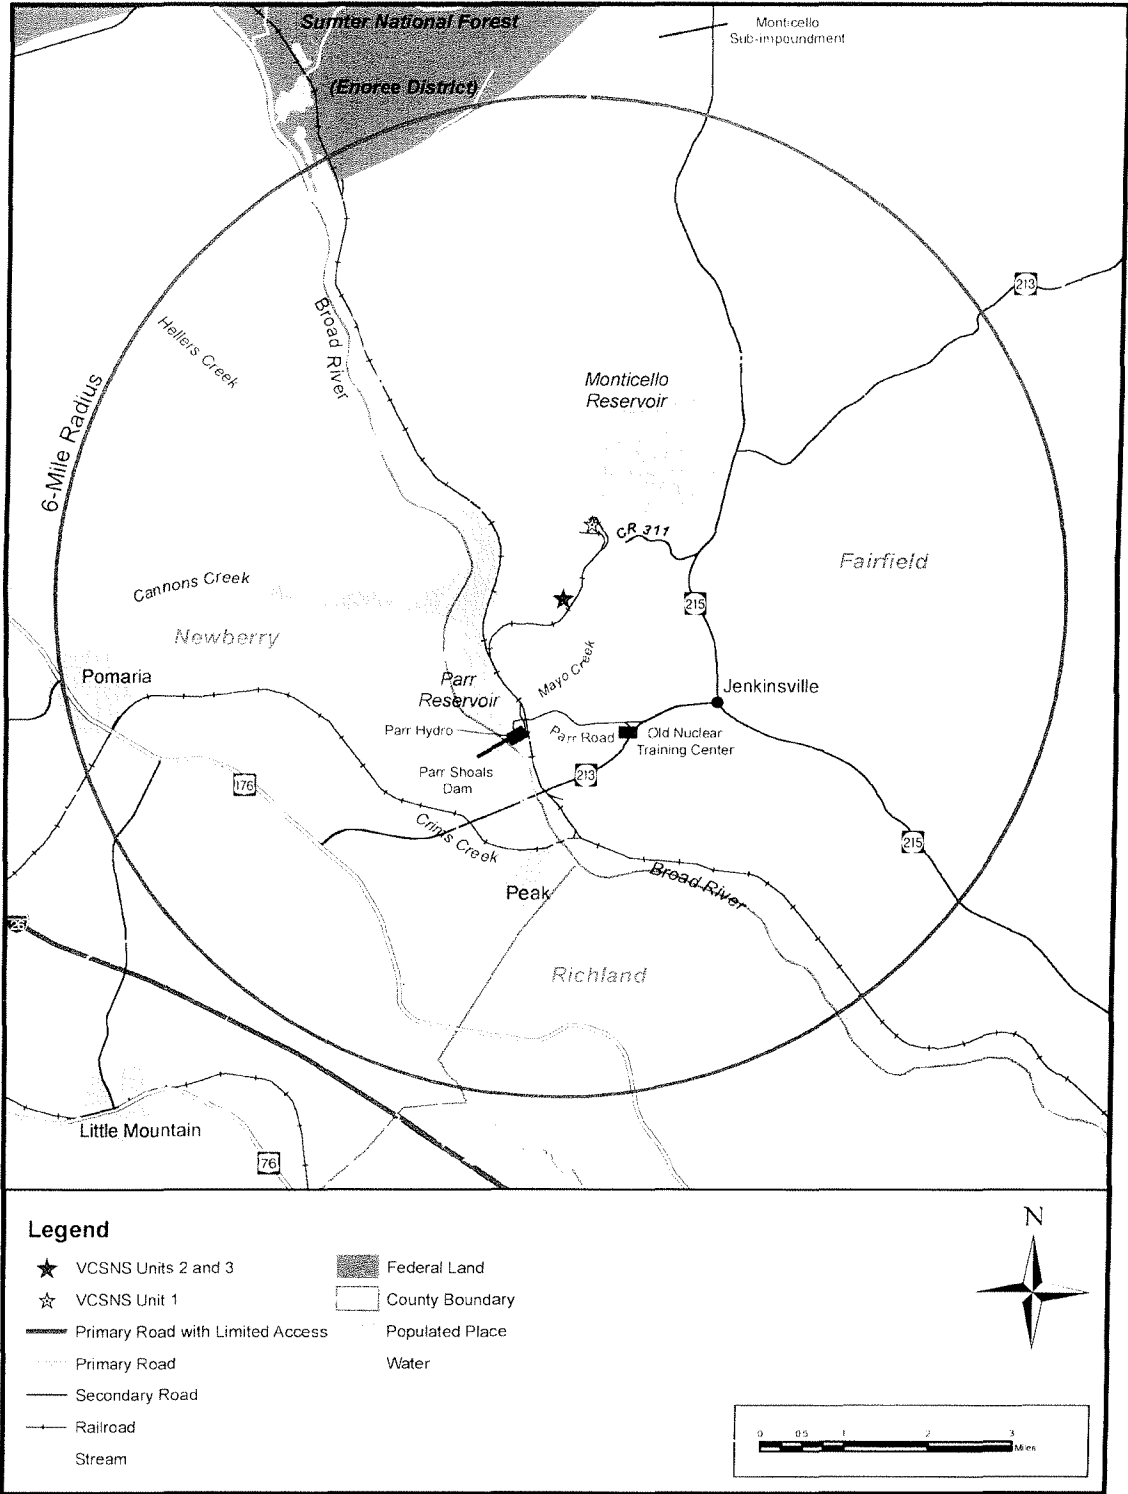 Sumter National Forest
(Enoree District)
Monticello
Sub-impoundment
213
Broad River
Hellers Creek
6-Mile Radius
Monticello
Reservoir
CR 311
Fairfield
Cannons Creek
Newberry
215
Pomaria
Parr
Reservoir
Mayo Creek
Jenkinsville
Parr Hydro
Parr Road
Old Nuclear
Training Center
Parr Shoals
Dam
213
176
Crims Creek
215
Peak
Broad River
26
Richland
Little Mountain
76
Legend
VCSNS Units 2 and 3
VCSNS Unit 1
Primary Road with Limited Access
Primary Road
Secondary Road
Railroad
Stream
Federal Land
County Boundary
Populated Place
Water
N
0 0.5 1 2 3
Miles